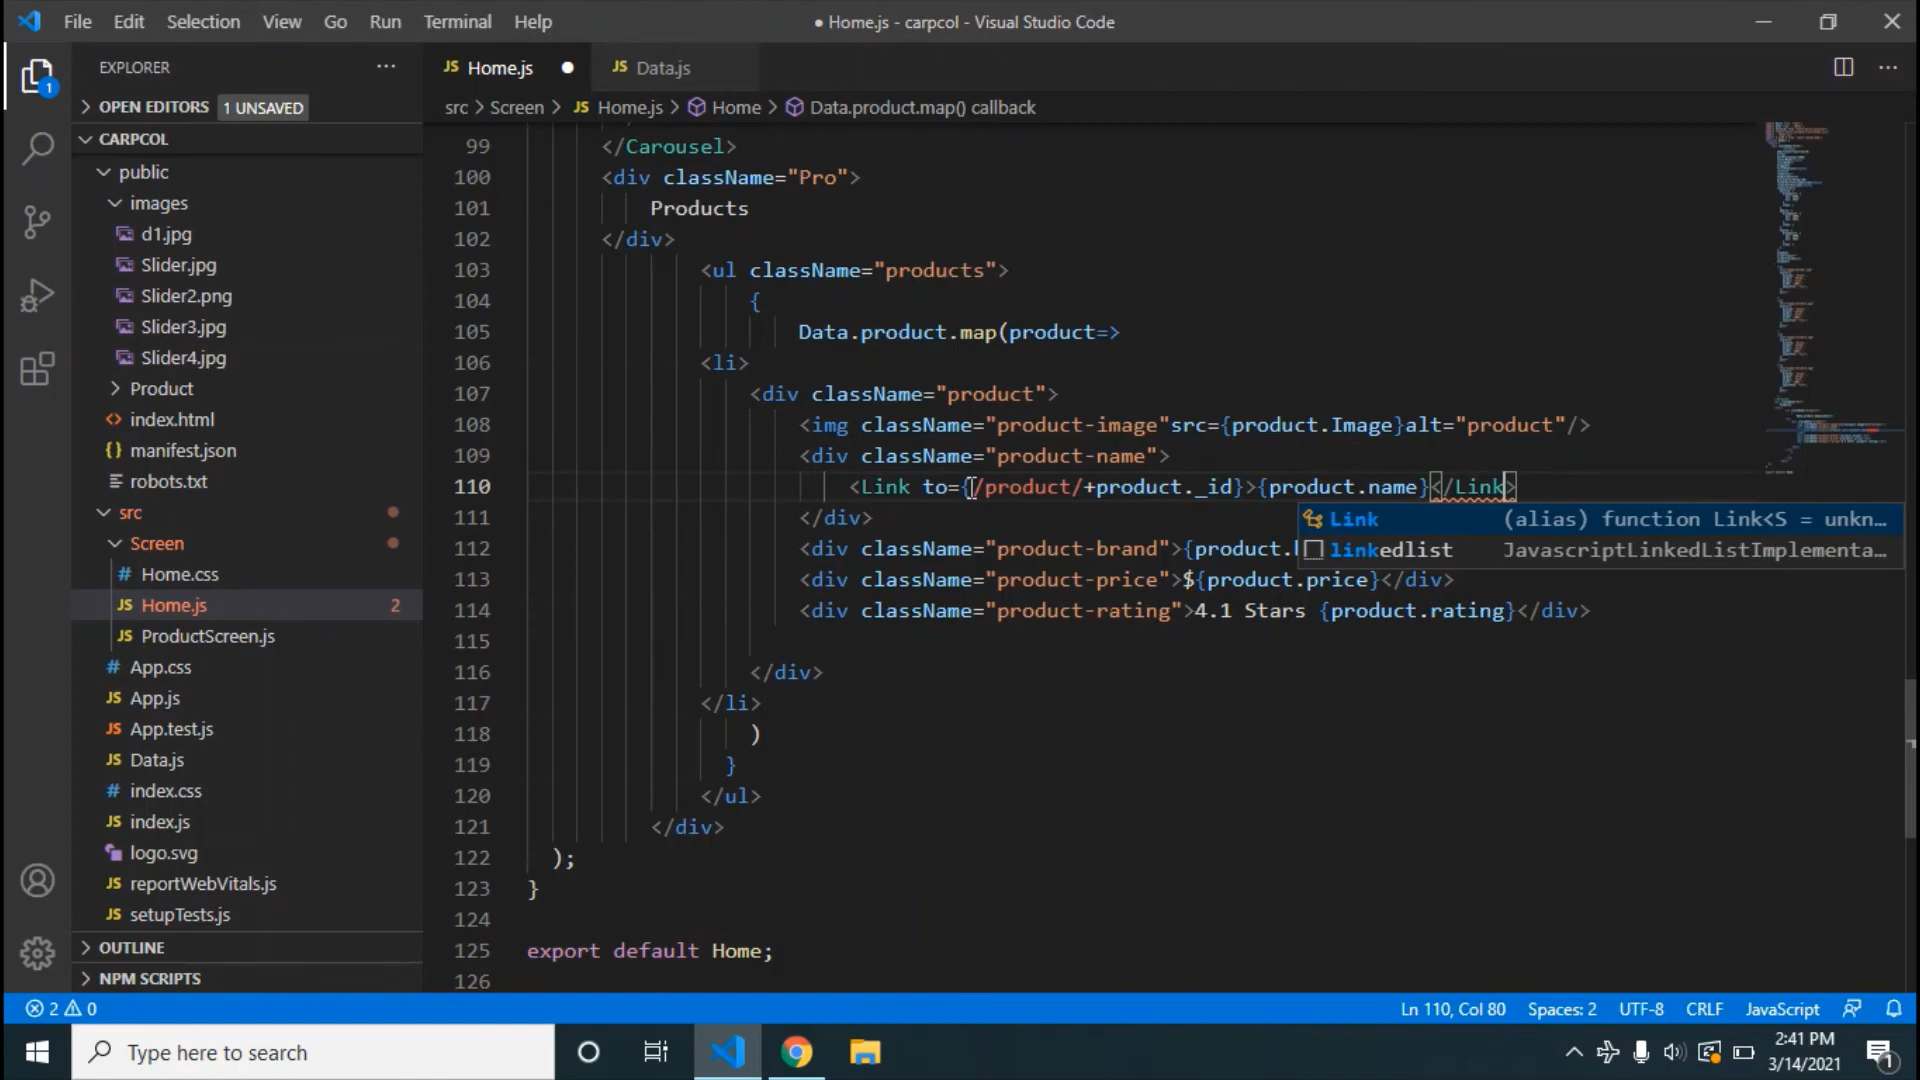 File Edit Selection View Go Run Terminal Help
● Home.js - carpcol - Visual Studio Code
EXPLORER
OPEN EDITORS 1 UNSAVED
CARPCOL
public
images
d1.jpg
Slider.jpg
Slider2.png
Slider3.jpg
Slider4.jpg
Product
index.html
manifest.json
robots.txt
src
Screen
Home.css
Home.js 2
ProductScreen.js
App.css
App.js
App.test.js
Data.js
index.css
index.js
logo.svg
reportWebVitals.js
setupTests.js
OUTLINE
NPM SCRIPTS
JS Home.js ● JS Data.js
src > Screen > JS Home.js > Home > Data.product.map() callback
99 </Carousel>
100 <div className="Pro">
101 Products
102 </div>
103 <ul className="products">
104 {
105 Data.product.map(product=>
106 <li>
107 <div className="product">
108 <img className="product-image"src={product.Image}alt="product"/>
109 <div className="product-name">
110 <Link to={/product/+product._id}>{product.name}</Link>
111 </div>
112 <div className="product-brand">{product.
113 <div className="product-price">${product.price}</div>
114 <div className="product-rating">4.1 Stars {product.rating}</div>
115
116 </div>
117 </li>
118 )
119 }
120 </ul>
121 </div>
122 );
123 }
124
125 export default Home;
126
Link (alias) function Link<S = unkn…
linkedlist JavascriptLinkedListImplementa…
2 0
Ln 110, Col 80 Spaces: 2 UTF-8 CRLF JavaScript
Type here to search
2:41 PM
3/14/2021
1